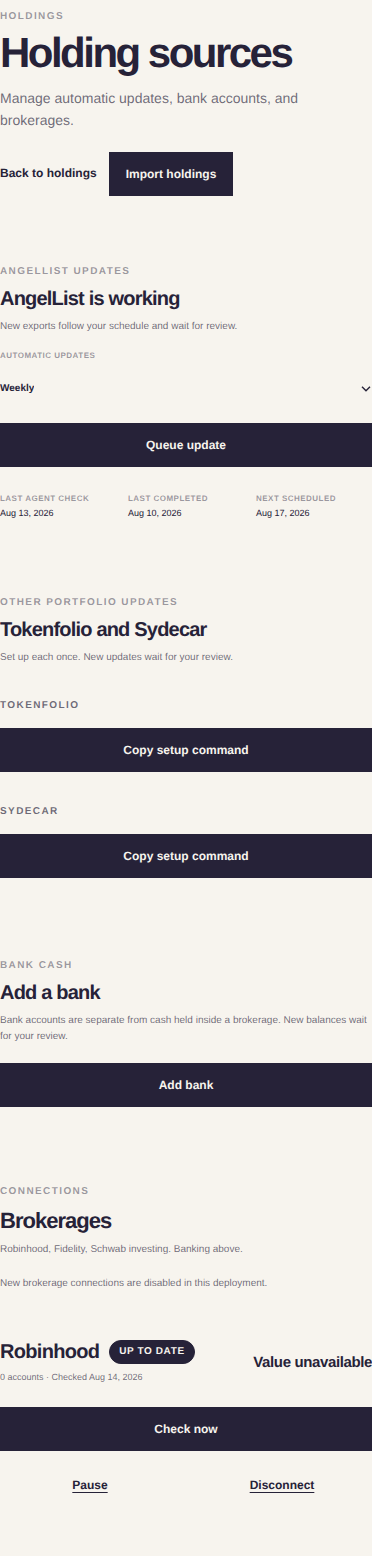 HOLDINGS
Holding sources
Manage automatic updates, bank accounts, and
brokerages.
Back to holdings
Import holdings
ANGELLIST UPDATES
AngelList is working
New exports follow your schedule and wait for review.
AUTOMATIC UPDATES
Weekly
Queue update
LAST AGENT CHECK LAST COMPLETED NEXT SCHEDULED
Aug 13, 2026 Aug 10, 2026 Aug 17, 2026
OTHER PORTFOLIO UPDATES
Tokenfolio and Sydecar
Set up each once. New updates wait for your review.
TOKENFOLIO
Copy setup command
SYDECAR
Copy setup command
BANK CASH
Add a bank
Bank accounts are separate from cash held inside a brokerage. New balances wait
for your review.
Add bank
CONNECTIONS
Brokerages
Robinhood, Fidelity, Schwab investing. Banking above.
New brokerage connections are disabled in this deployment.
Robinhood UP TO DATE
Value unavailable
0 accounts · Checked Aug 14, 2026
Check now
Pause Disconnect